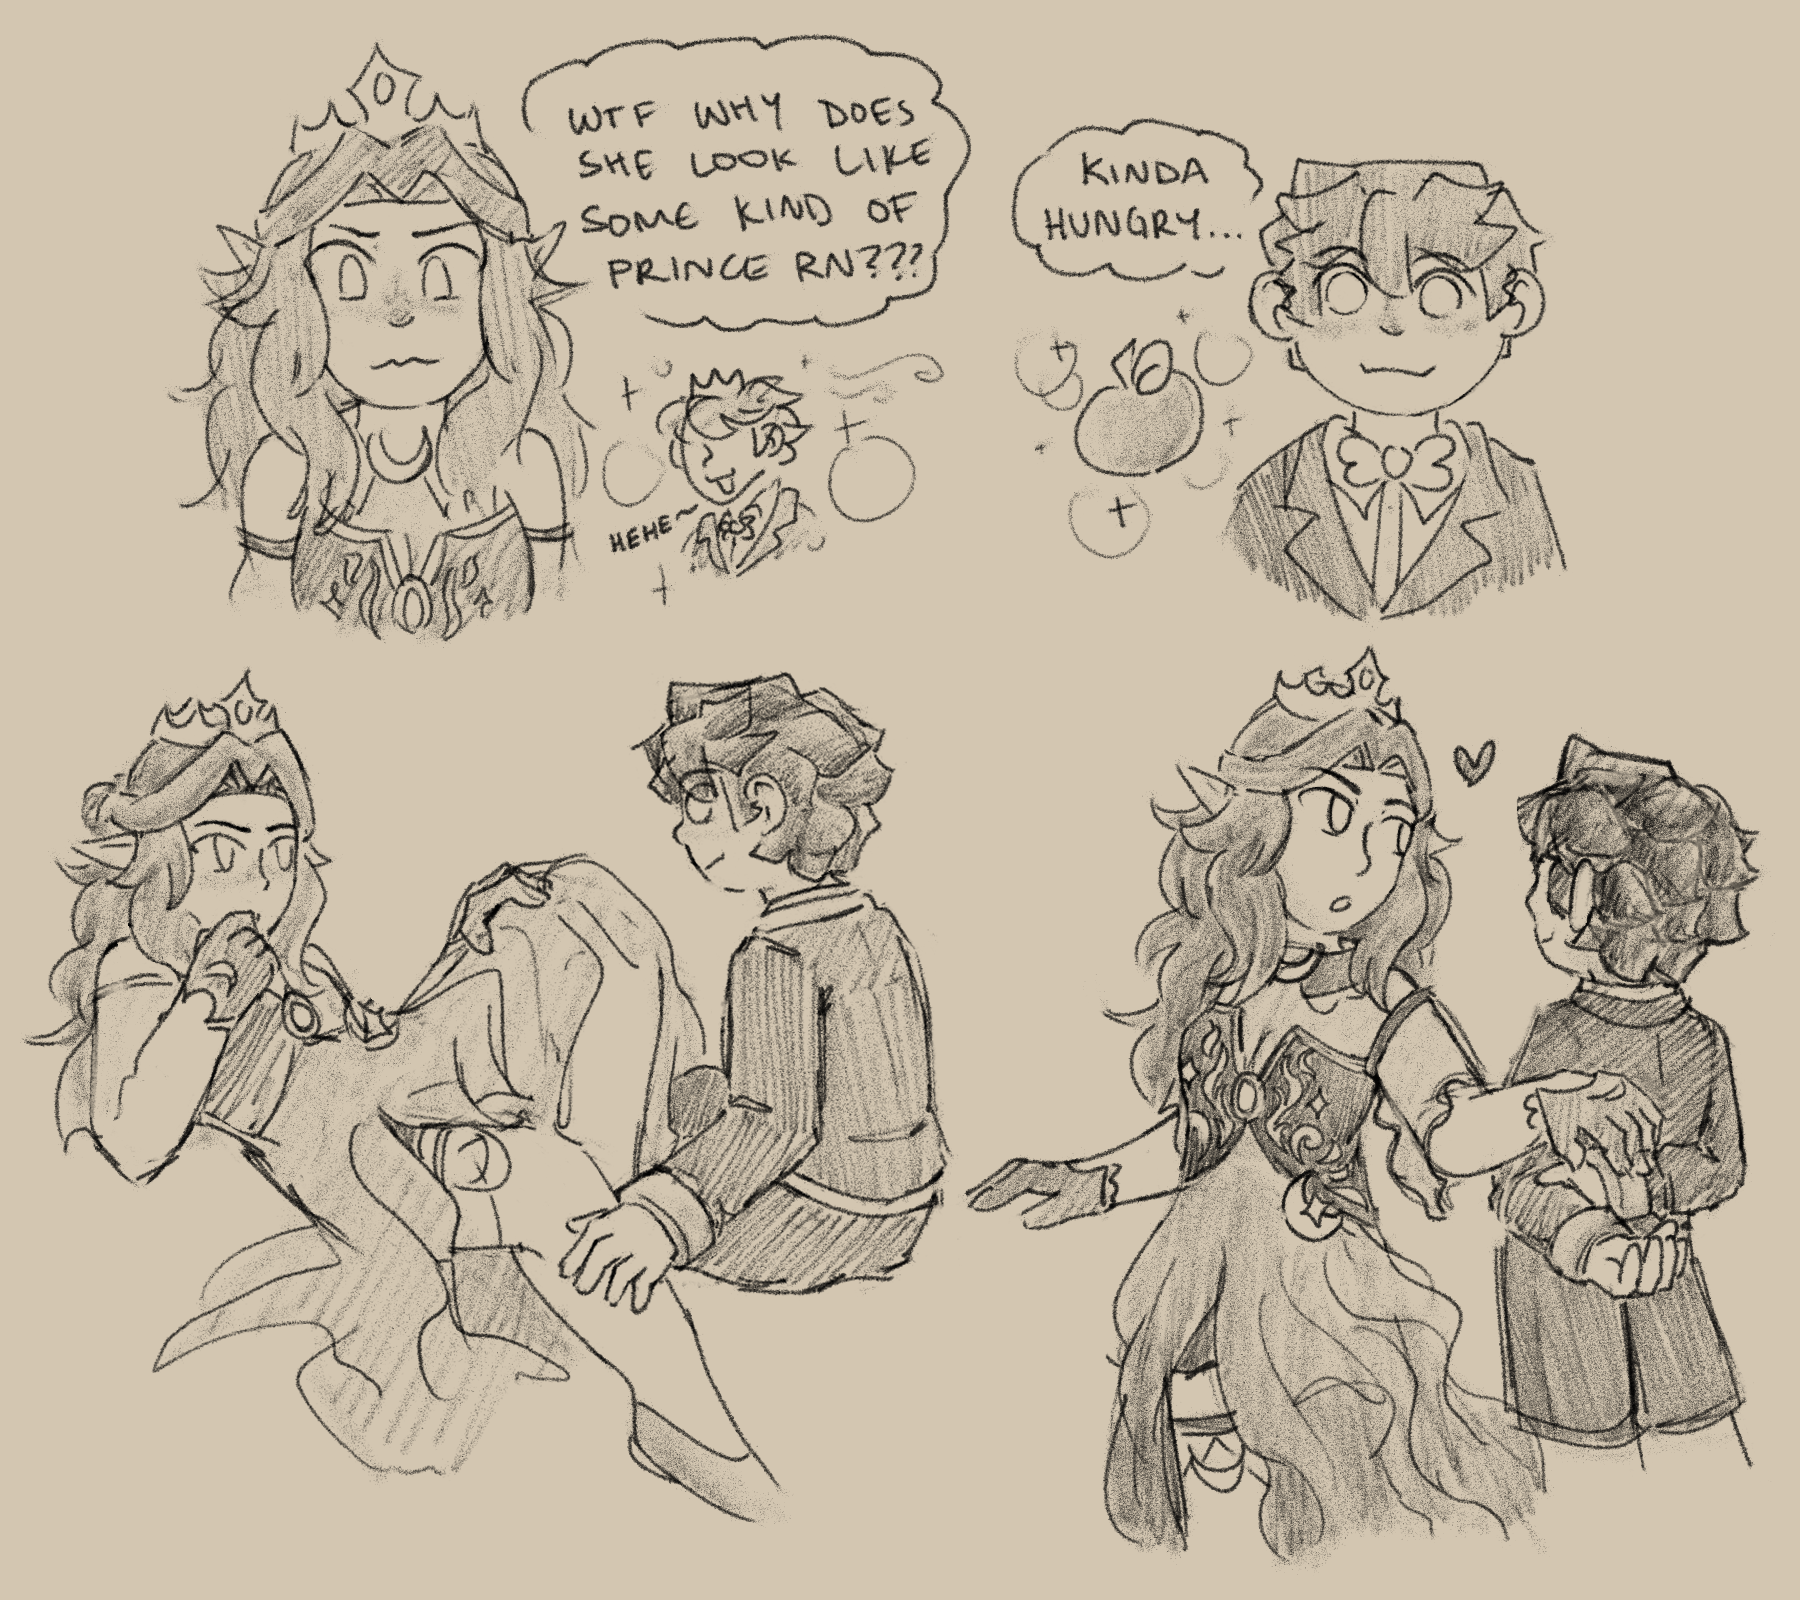 WTF WHY DOES
SHE LOOK LIKE
SOME KIND OF
PRINCE RN???
KINDA
HUNGRY...
HEHE~